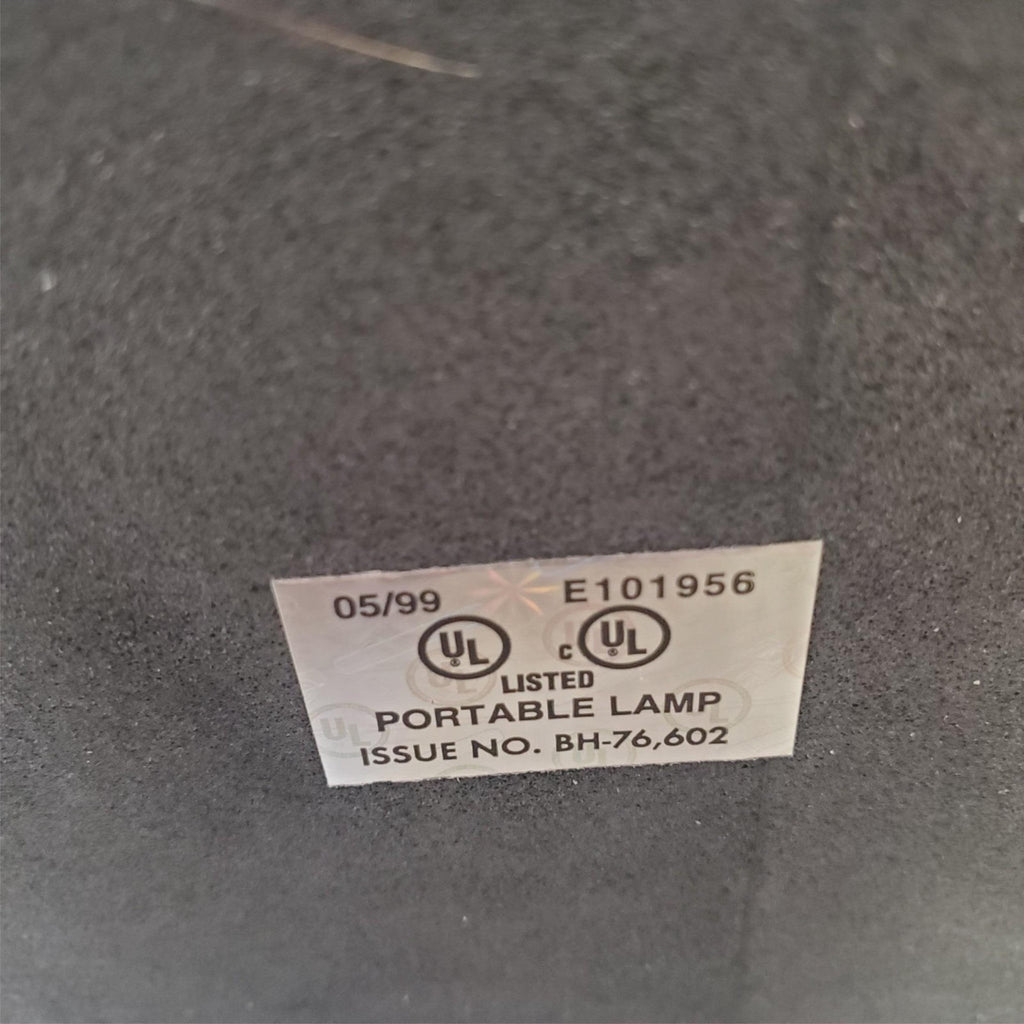 05/99 E101956
UL® C UL®
LISTED
PORTABLE LAMP
ISSUE NO. BH-76,602